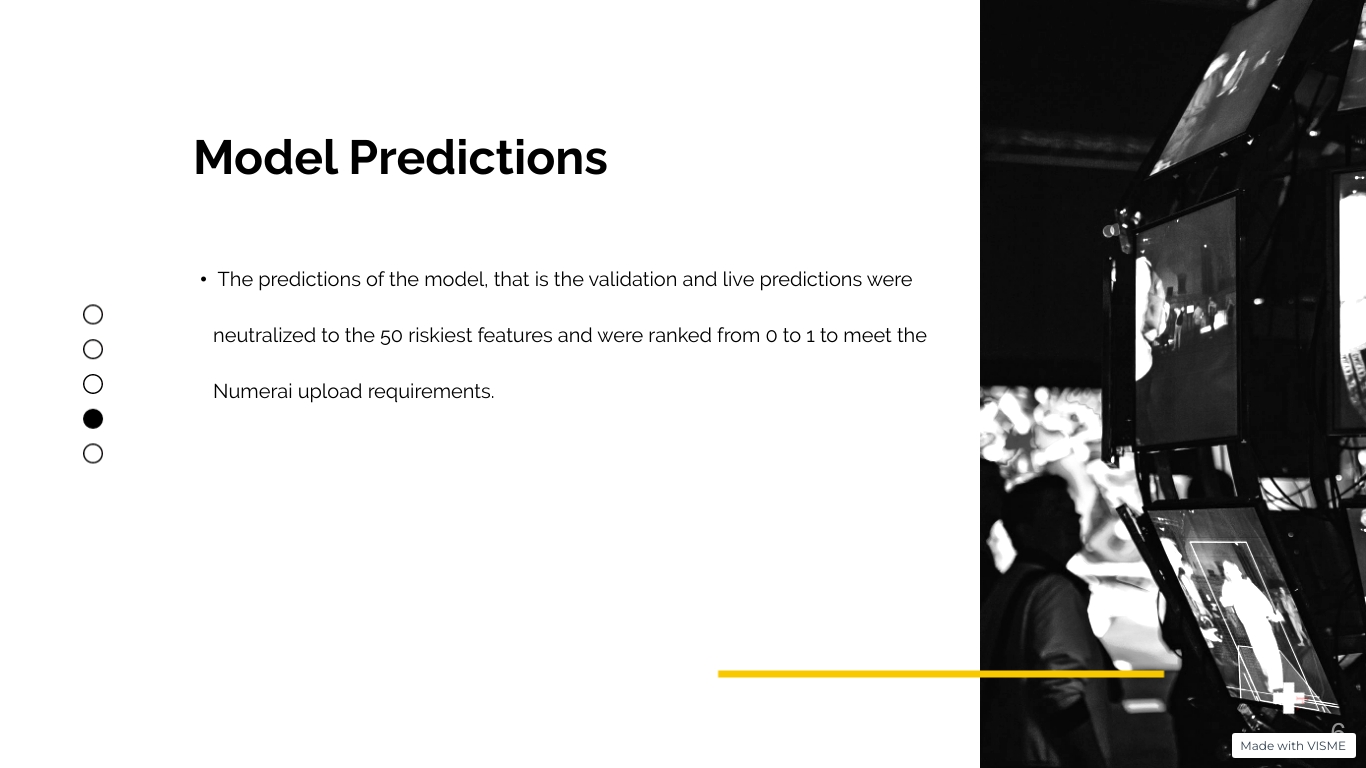 Model Predictions
• The predictions of the model, that is the validation and live predictions were
neutralized to the 50 riskiest features and were ranked from 0 to 1 to meet the
Numerai upload requirements.
6
Made with VISME